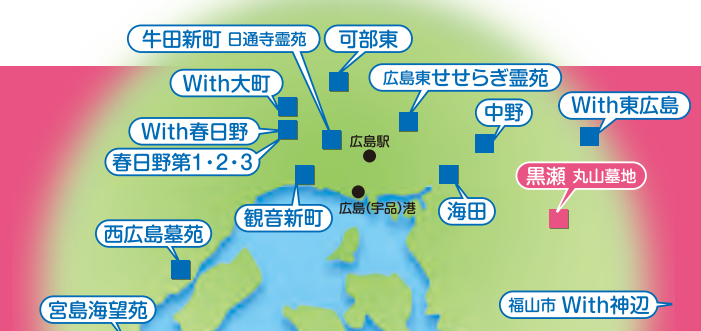 牛田新町 日通寺霊苑
可部東
With大町
広島東せせらぎ霊苑
With春日野
中野
With東広島
春日野第1・2・3
広島駅
黒瀬 丸山墓地
観音新町
広島(宇品)港
海田
西広島墓苑
宮島海望苑
福山市 With神辺